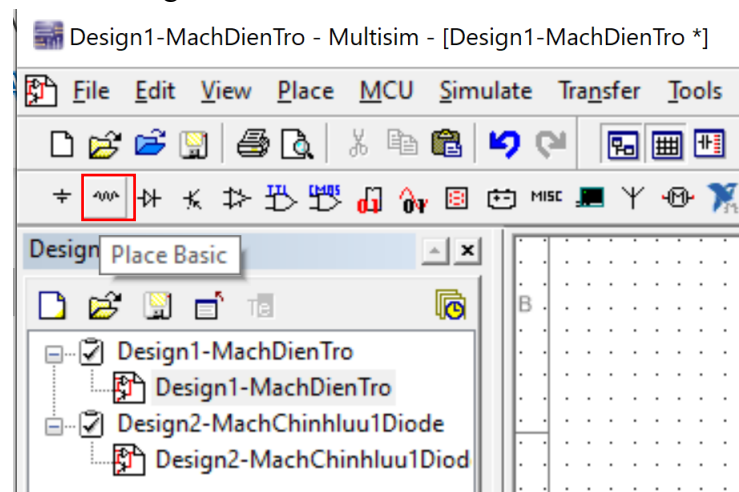 Design1-MachDienTro - Multisim - [Design1-MachDienTro *]
File Edit View Place MCU Simulate Transfer Tools
TTL CMOS MISC
Design
Place Basic
B
Design1-MachDienTro
Design1-MachDienTro
Design2-MachChinhluu1Diode
Design2-MachChinhluu1Diod